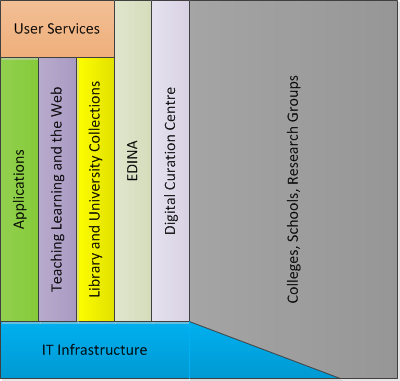 User Services
Applications
Teaching Learning and the Web
Library and University Collections
EDINA
Digital Curation Centre
Colleges, Schools, Research Groups
IT Infrastructure